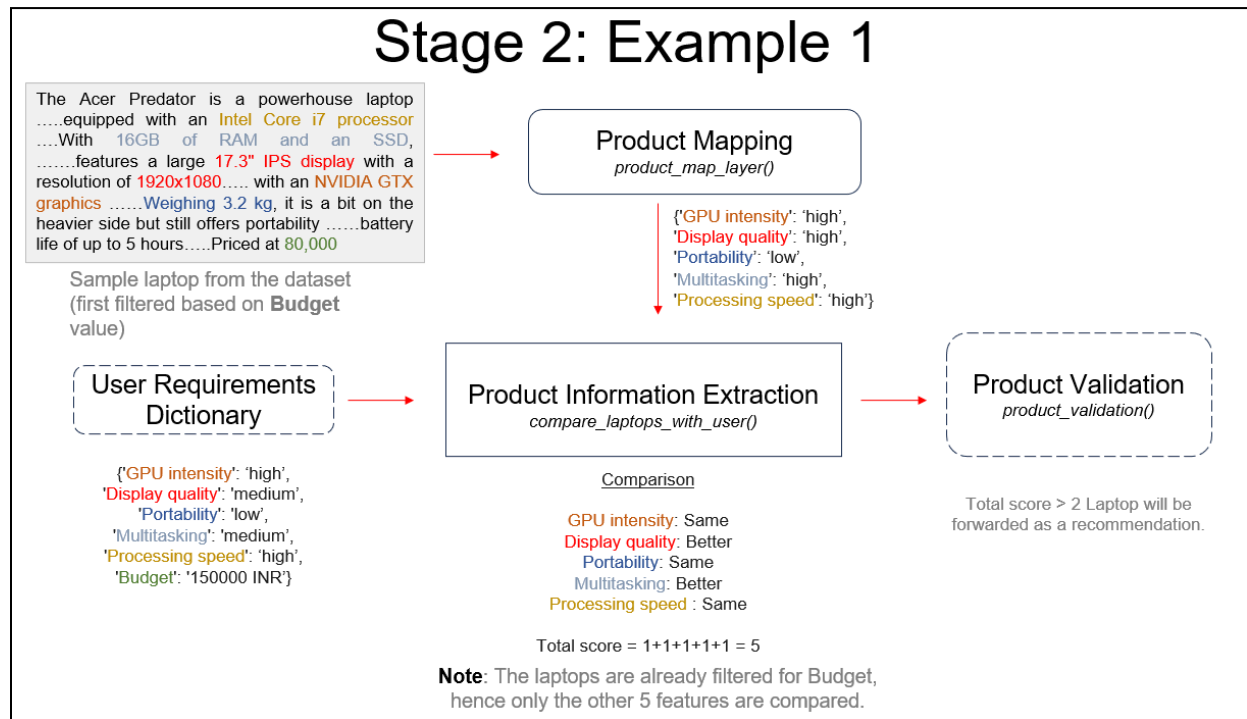 Stage 2: Example 1
The Acer Predator is a powerhouse laptop
.....equipped with an Intel Core i7 processor
....With 16GB of RAM and an SSD,
.......features a large 17.3" IPS display with a
resolution of 1920x1080..... with an NVIDIA GTX
graphics ......Weighing 3.2 kg, it is a bit on the
heavier side but still offers portability ......battery
life of up to 5 hours.....Priced at 80,000
Sample laptop from the dataset
(first filtered based on Budget
value)
Product Mapping
product_map_layer()
{'GPU intensity': ‘high’,
'Display quality': ‘high’,
'Portability': ‘low’,
'Multitasking': ‘high’,
'Processing speed': ‘high’}
User Requirements
Dictionary
{'GPU intensity': ‘high’,
'Display quality': 'medium’,
'Portability': 'low’,
'Multitasking': 'medium’,
'Processing speed': ‘high’,
'Budget': '150000 INR’}
Product Information Extraction
compare_laptops_with_user()
Comparison
GPU intensity: Same
Display quality: Better
Portability: Same
Multitasking: Better
Processing speed : Same
Total score = 1+1+1+1+1 = 5
Note: The laptops are already filtered for Budget,
hence only the other 5 features are compared.
Product Validation
product_validation()
Total score > 2 Laptop will be
forwarded as a recommendation.